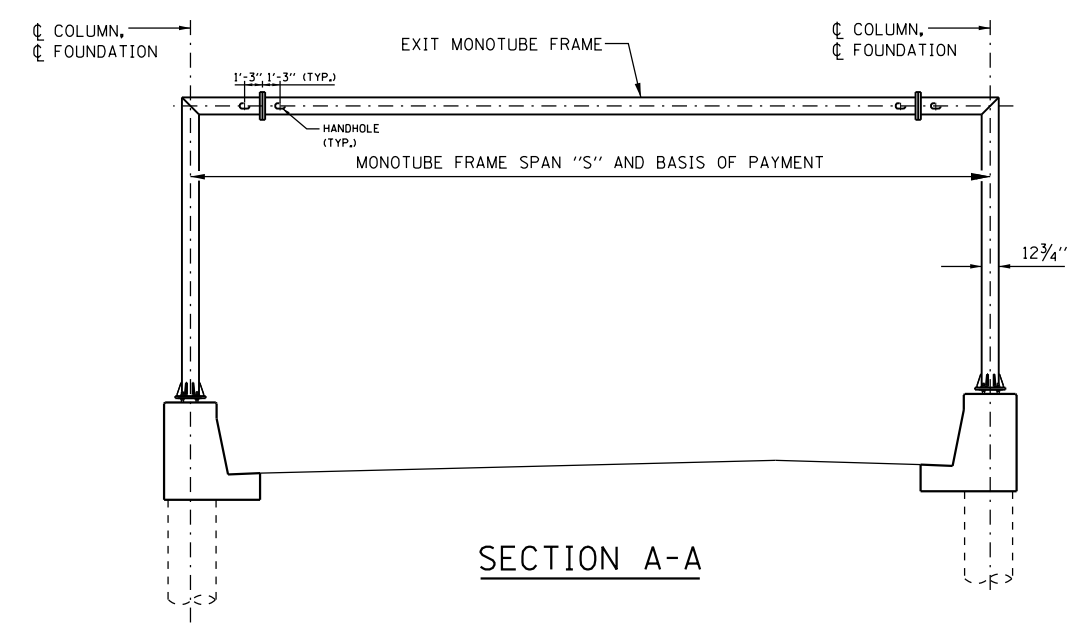 ℄ COLUMN,
℄ FOUNDATION
EXIT MONOTUBE FRAME
℄ COLUMN,
℄ FOUNDATION
1'-3" 1'-3" (TYP.)
HANDHOLE
(TYP.)
MONOTUBE FRAME SPAN "S" AND BASIS OF PAYMENT
12¾"
SECTION A-A